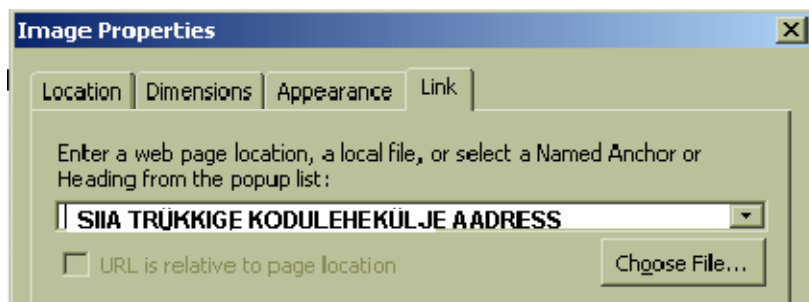 Image Properties
Location Dimensions Appearance Link
Enter a web page location, a local file, or select a Named Anchor or
Heading from the popup list:
SIIA TRÜKKIGE KODULEHEKÜLJE AADRESS
URL is relative to page location
Choose File...